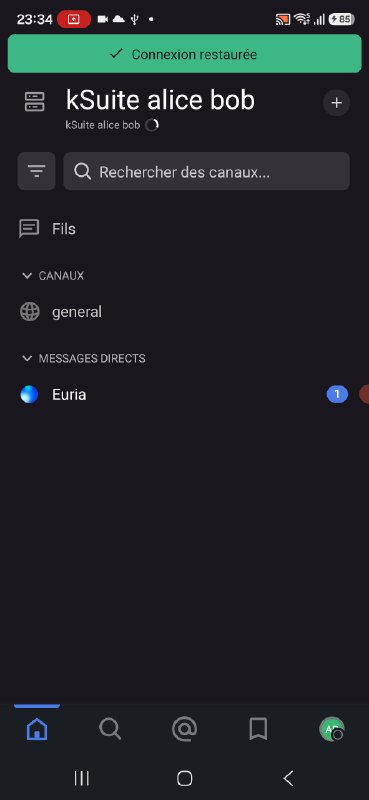 23:34
85
Connexion restaurée
kSuite alice bob
kSuite alice bob
Rechercher des canaux...
Fils
CANAUX
general
MESSAGES DIRECTS
Euria
1